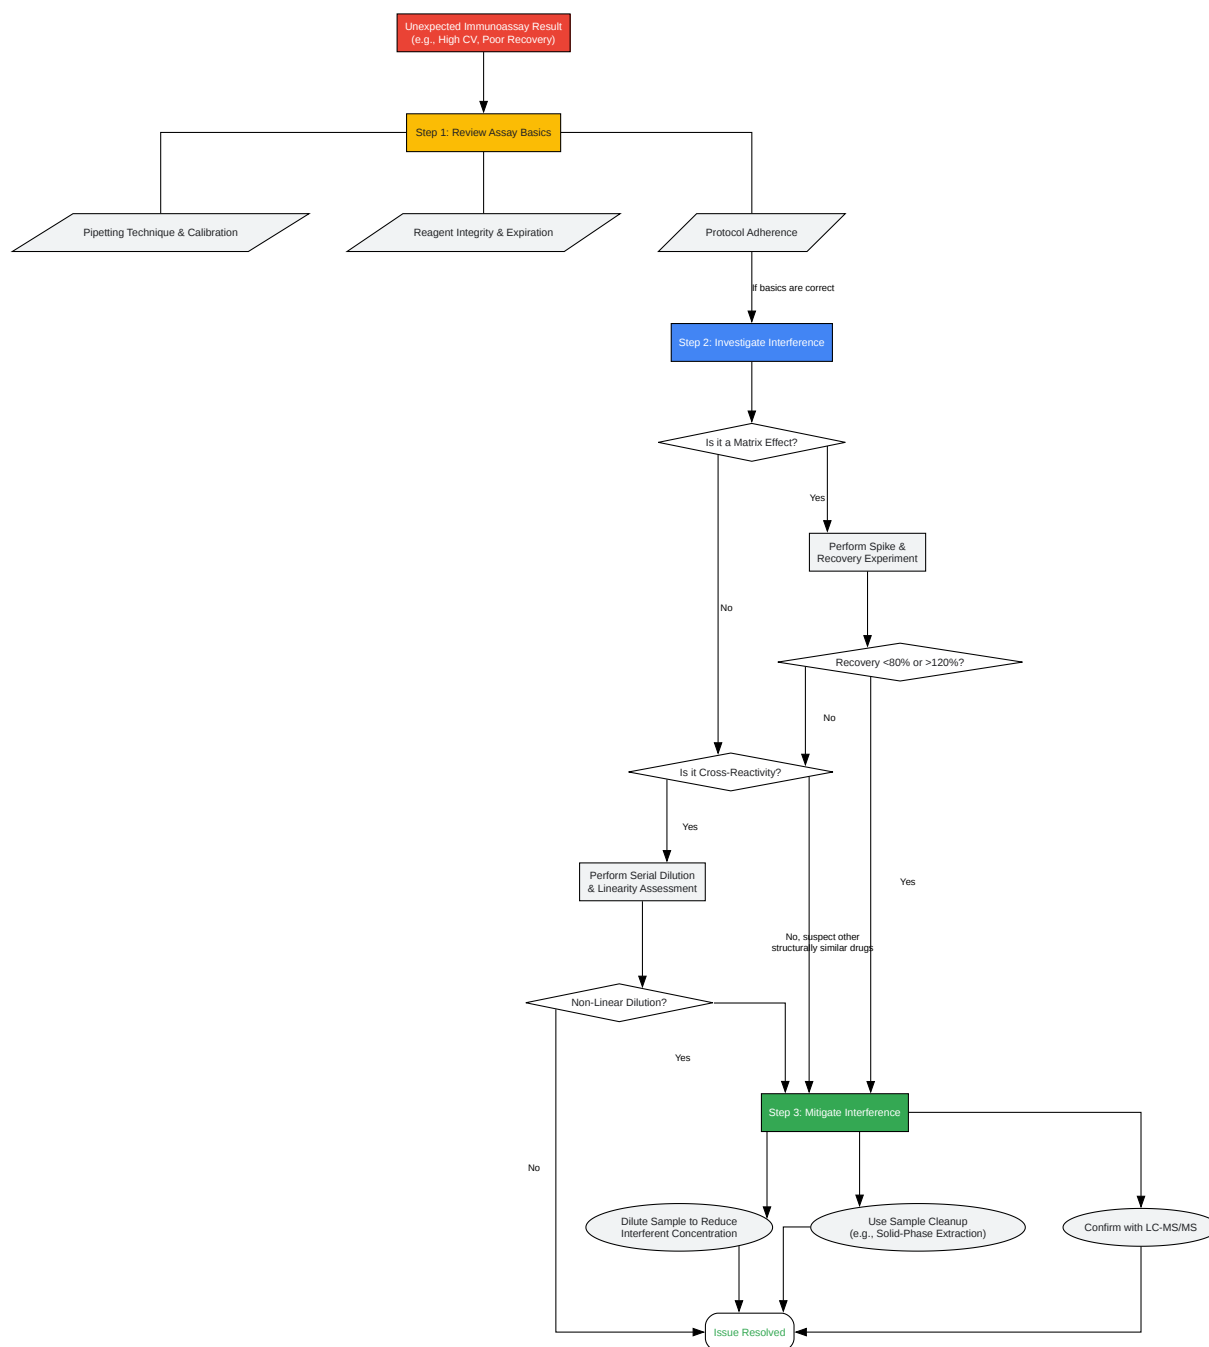 Unexpected Immunoassay Result
(e.g., High CV, Poor Recovery)
Step 1: Review Assay Basics
Pipetting Technique & Calibration
Reagent Integrity & Expiration
Protocol Adherence
If basics are correct
Step 2: Investigate Interference
Is it a Matrix Effect?
Yes
Perform Spike &
Recovery Experiment
No
Recovery <80% or >120%?
No
Is it Cross-Reactivity?
Yes
Perform Serial Dilution
& Linearity Assessment
Yes
No, suspect other
structurally similar drugs
Non-Linear Dilution?
Yes
Step 3: Mitigate Interference
No
Dilute Sample to Reduce
Interferent Concentration
Use Sample Cleanup
(e.g., Solid-Phase Extraction)
Confirm with LC-MS/MS
Issue Resolved